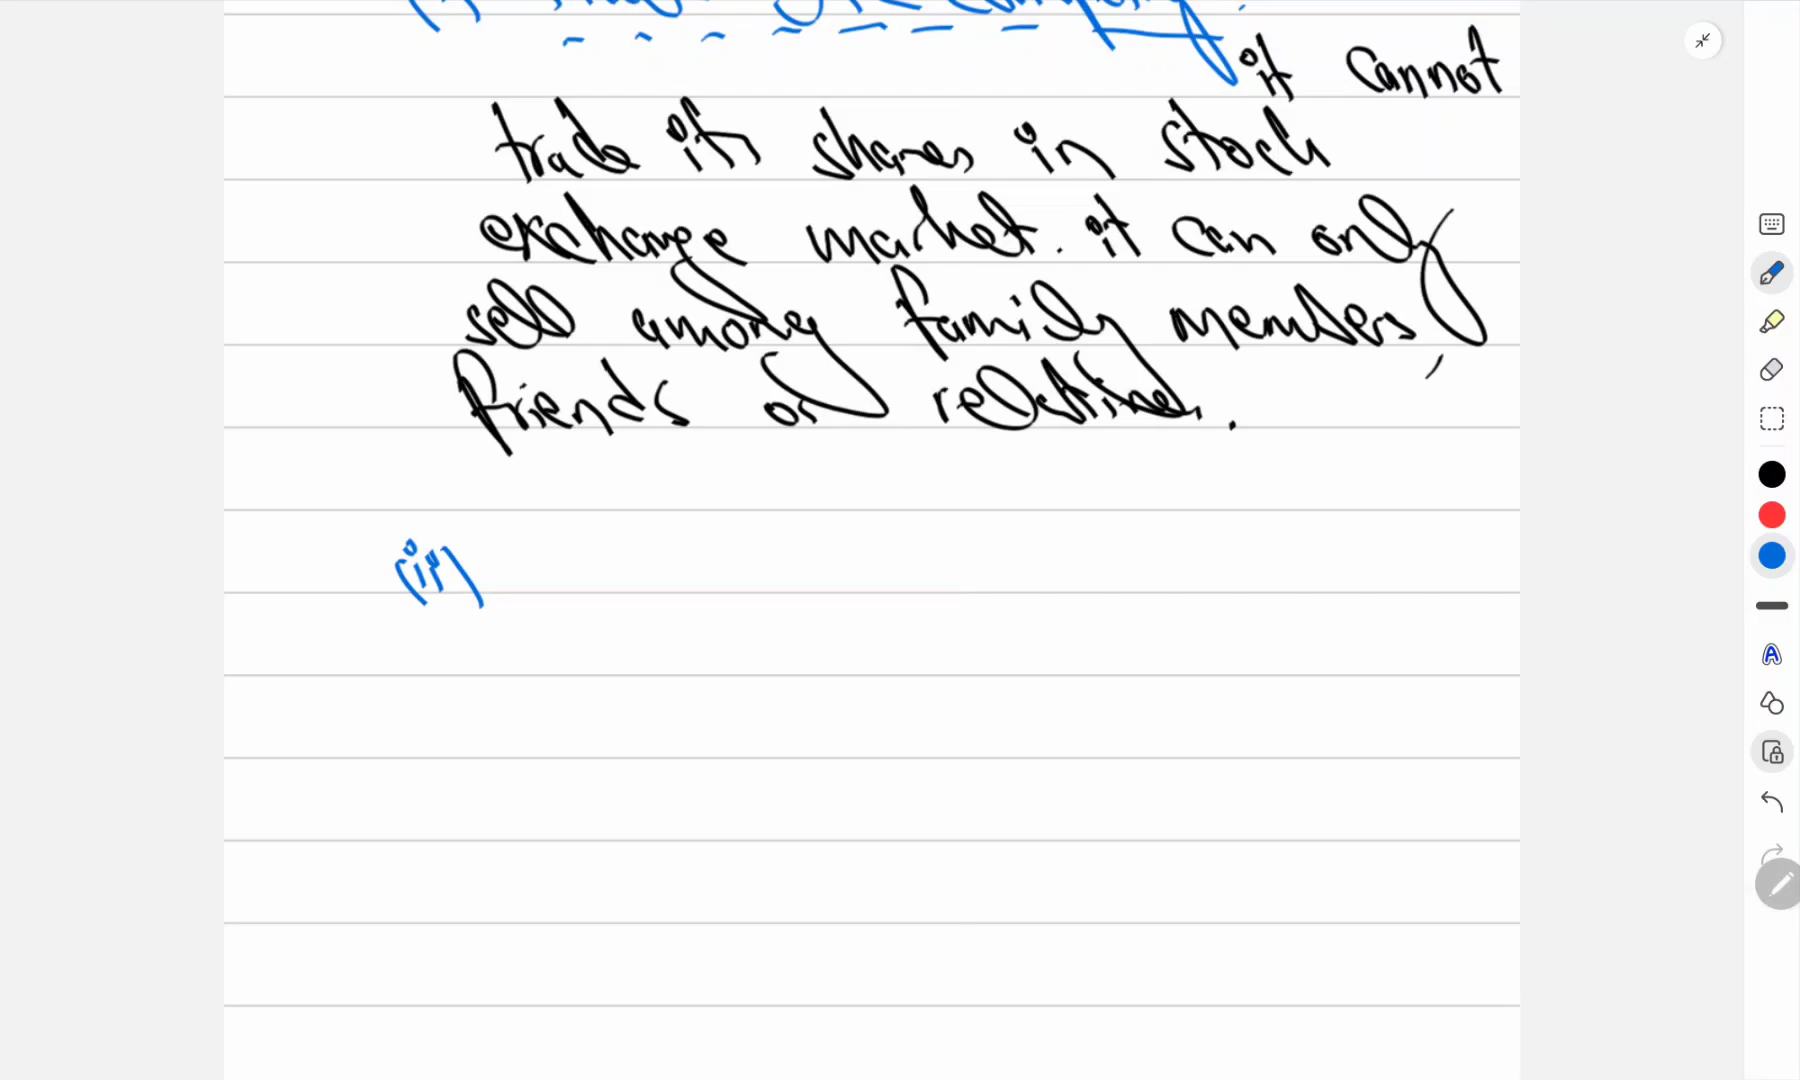 company.
it cannot
trade its shares in stock
exchange market. it can only
sell among family members,
friends or relatives.
(ii)